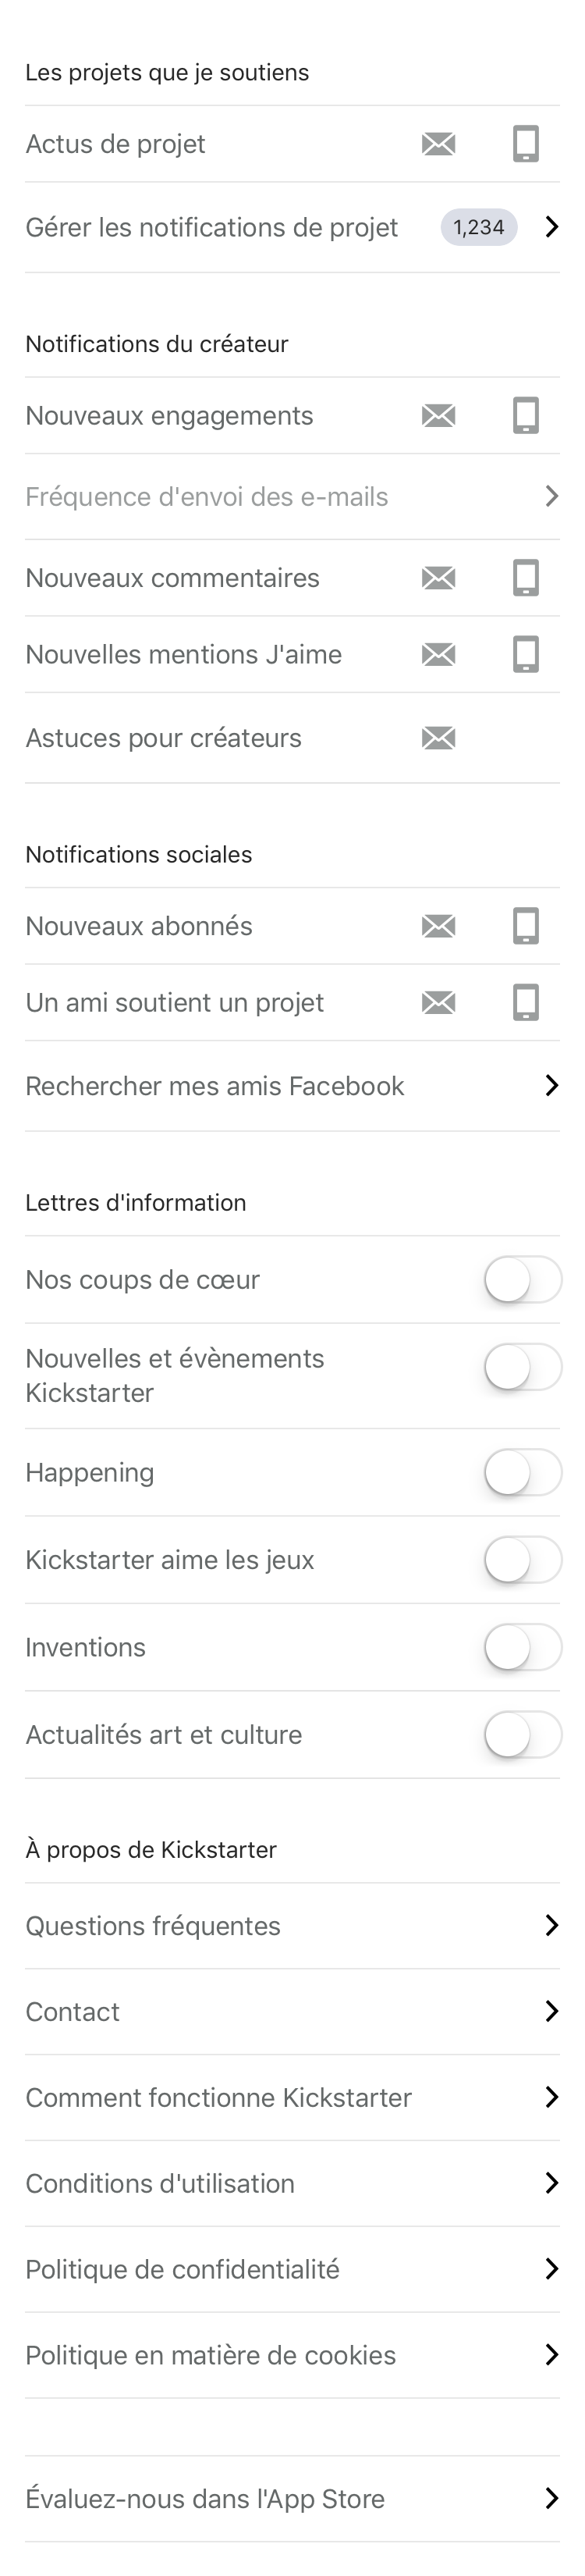 Les projets que je soutiens
Actus de projet
Gérer les notifications de projet 1,234
Notifications du créateur
Nouveaux engagements
Fréquence d'envoi des e-mails
Nouveaux commentaires
Nouvelles mentions J'aime
Astuces pour créateurs
Notifications sociales
Nouveaux abonnés
Un ami soutient un projet
Rechercher mes amis Facebook
Lettres d'information
Nos coups de cœur
Nouvelles et évènements
Kickstarter
Happening
Kickstarter aime les jeux
Inventions
Actualités art et culture
À propos de Kickstarter
Questions fréquentes
Contact
Comment fonctionne Kickstarter
Conditions d'utilisation
Politique de confidentialité
Politique en matière de cookies
Évaluez-nous dans l'App Store